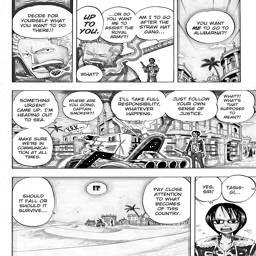 YOU
WANT
ME TO GO TO
ALUBARNA!?
AM I TO GO
AFTER THE
STRAW HAT
GANG...
...OR DO
YOU WANT
ME TO
ASSIST THE
ROYAL
ARMY?!
UP
TO
YOU.
WHAT?
DECIDE FOR
YOURSELF WHAT
YOU WANT TO
DO THERE!!
WHAT?!
WHAT'S
THAT
SUPPOSED
TO
MEAN?!
JUST FOLLOW
YOUR OWN
SENSE OF
JUSTICE.
I'LL TAKE FULL
RESPONSIBILITY,
WHATEVER
HAPPENS.
WHERE ARE
YOU GOING,
CAPTAIN
SMOKER?!
SOMETHING
URGENT
CAME UP. I'M
HEADING OUT
TO SEA.
MAKE SURE
WE'RE IN
COMMUNICA-
TION AT ALL
TIMES.
TASHI-
GI...
YES,
SIR!
PAY CLOSE
ATTENTION
TO WHAT
BECOMES
OF THIS
COUNTRY.
SHOULD
IT FALL
OR SHOULD
IT
SURVIVE...